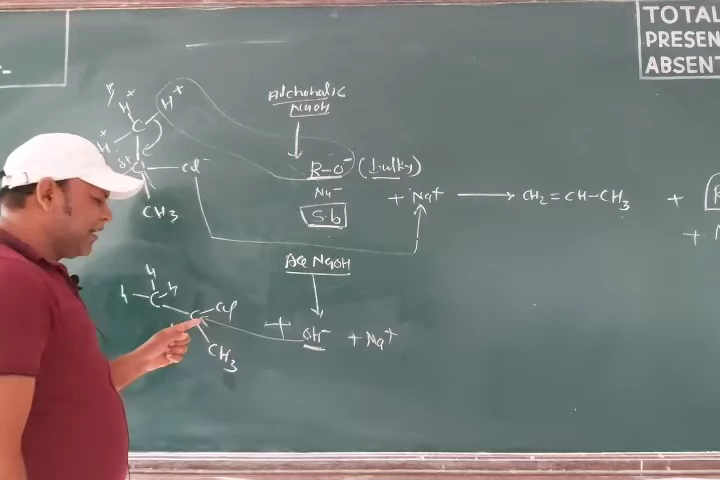 TOTAL
PRESEN
ABSENT
Alchoholic
NaOH
H
H
C
H
C
Cl
CH3
R-O- (bulky)
Nu-
S.b
+ Na+
CH2=CH-CH3 +
+
Aq NaOH
H
H C H
C Cl
CH3
+ OH- + Na+